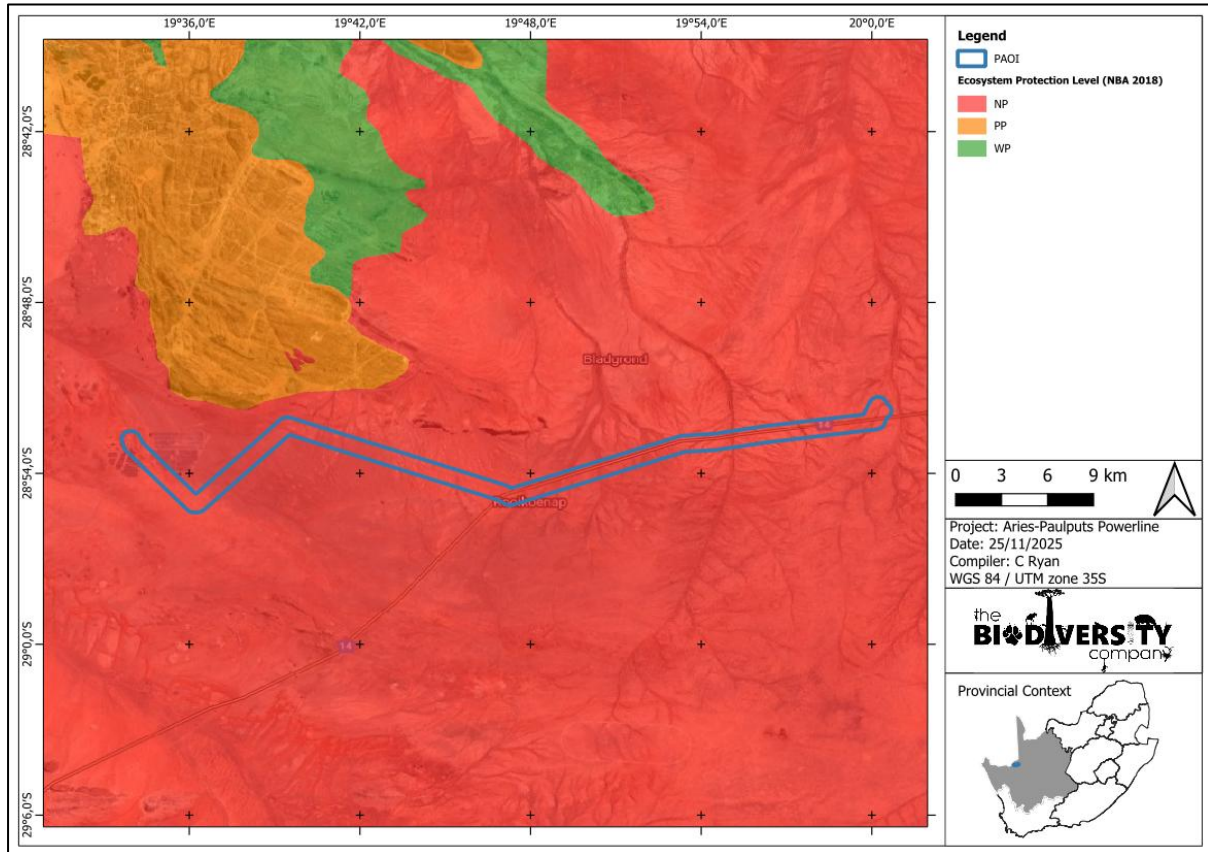 19°36,0'E 19°42,0'E 19°48,0'E 19°54,0'E 20°0,0'E
28°42,0'S
28°48,0'S
28°54,0'S
29°0,0'S
29°6,0'S
Bladgrond
14
14
Legend
PAOI
Ecosystem Protection Level (NBA 2018)
NP
PP
WP
0 3 6 9 km
Project: Aries-Paulputs Powerline
Date: 25/11/2025
Compiler: C Ryan
WGS 84 / UTM zone 35S
the
BIODIVERSITY
company
Provincial Context